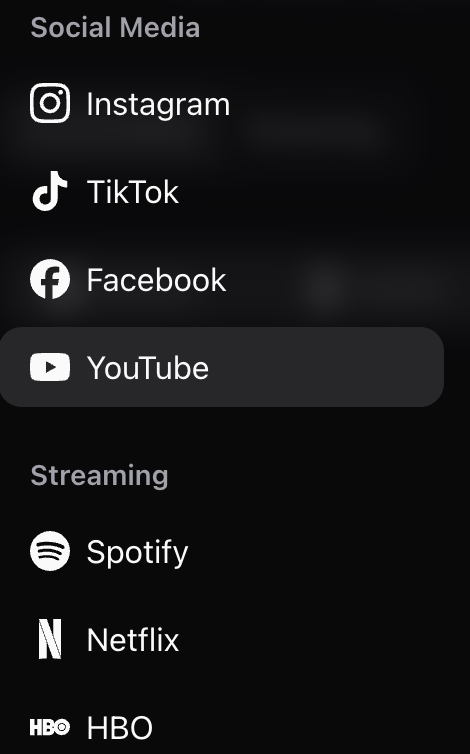 Social Media
Instagram
TikTok
Facebook
YouTube
Streaming
Spotify
Netflix
HBO HBO